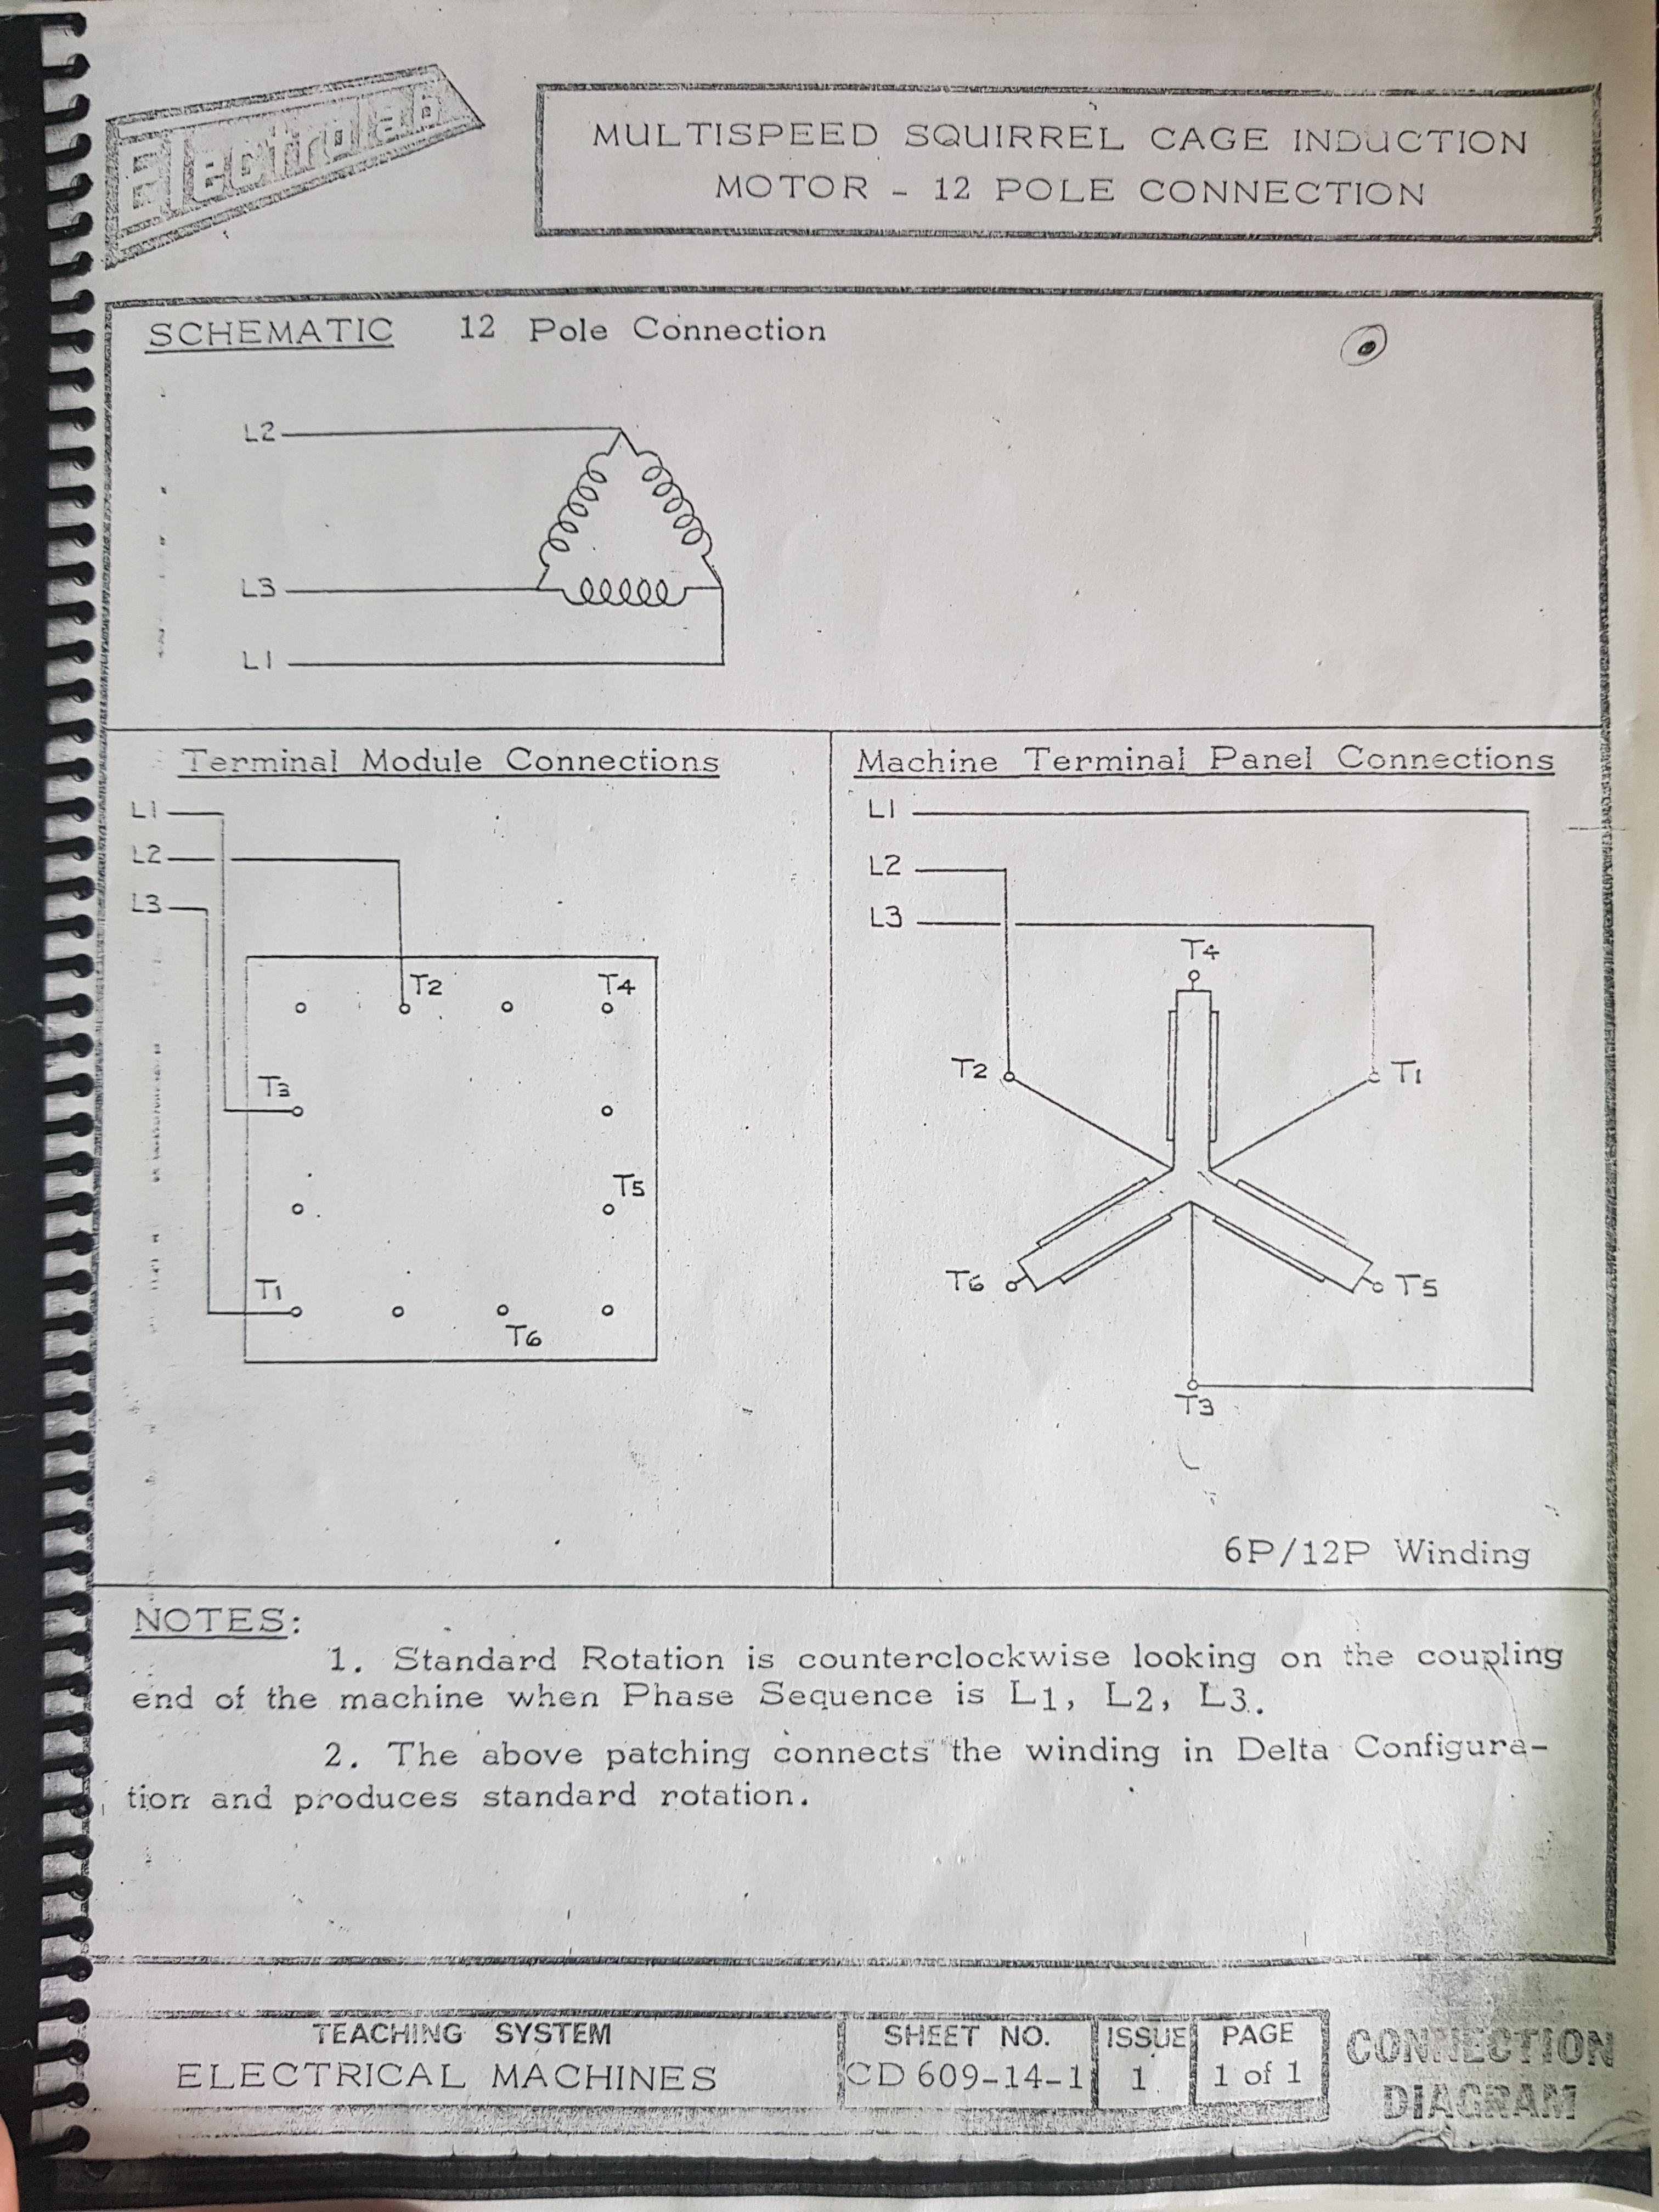 Electrolab
MULTISPEED SQUIRREL CAGE INDUCTION
MOTOR - 12 POLE CONNECTION
SCHEMATIC 12 Pole Connection
L2
L3
L1
Terminal Module Connections
L1
L2
L3
T2
T4
T3
T5
T1
T6
Machine Terminal Panel Connections
L1
L2
L3
T4
T2
T1
T6
T5
T3
6P/12P Winding
NOTES:
1. Standard Rotation is counterclockwise looking on the coupling
end of the machine when Phase Sequence is L1, L2, L3.
2. The above patching connects the winding in Delta Configura-
tion and produces standard rotation.
TEACHING SYSTEM
ELECTRICAL MACHINES
SHEET NO.
CD 609-14-1
ISSUE
1
PAGE
1 of 1
CONNECTION
DIAGRAM